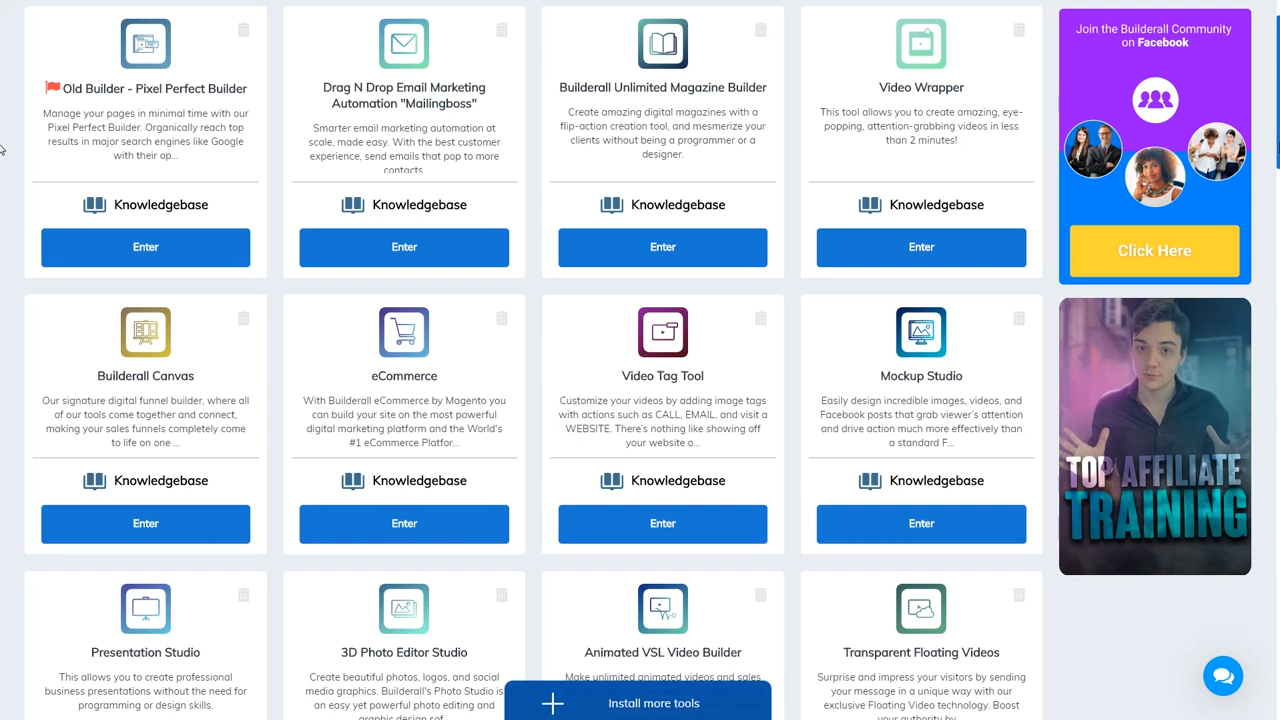 Old Builder - Pixel Perfect Builder
Manage your pages in minimal time with our
Pixel Perfect Builder. Organically reach top
results in major search engines like Google
with their op...
Knowledgebase
Enter
Drag N Drop Email Marketing
Automation "Mailingboss"
Smarter email marketing automation at
scale, made easy. With the best customer
experience, send emails that pop to more
contacts.
Knowledgebase
Enter
Builderall Unlimited Magazine Builder
Create amazing digital magazines with a
flip-action creation tool, and mesmerize your
clients without being a programmer or a
designer.
Knowledgebase
Enter
Video Wrapper
This tool allows you to create amazing, eye-
popping, attention-grabbing videos in less
than 2 minutes!
Knowledgebase
Enter
Join the Builderall Community
on Facebook
Click Here
Builderall Canvas
Our signature digital funnel builder, where all
of our tools come together and connect,
making your sales funnels completely come
to life on one ...
Knowledgebase
Enter
eCommerce
With Builderall eCommerce by Magento you
can build your site on the most powerful
digital marketing platform and the World's
#1 eCommerce Platfor...
Knowledgebase
Enter
Video Tag Tool
Customize your videos by adding image tags
with actions such as CALL, EMAIL, and visit a
WEBSITE. There's nothing like showing off
your website o...
Knowledgebase
Enter
Mockup Studio
Easily design incredible images, videos, and
Facebook posts that grab viewer's attention
and drive action much more effectively than
a standard F...
Knowledgebase
Enter
TOP AFFILIATE
TRAINING
Presentation Studio
This allows you to create professional
business presentations without the need for
programming or design skills.
3D Photo Editor Studio
Create beautiful photos, logos, and social
media graphics. Builderall's Photo Studio is
an easy yet powerful photo editing and
graphic design sof...
Animated VSL Video Builder
Make unlimited animated videos and sales
Transparent Floating Videos
Surprise and impress your visitors by sending
your message in a unique way with our
exclusive Floating Video technology. Boost
your authority by...
Install more tools